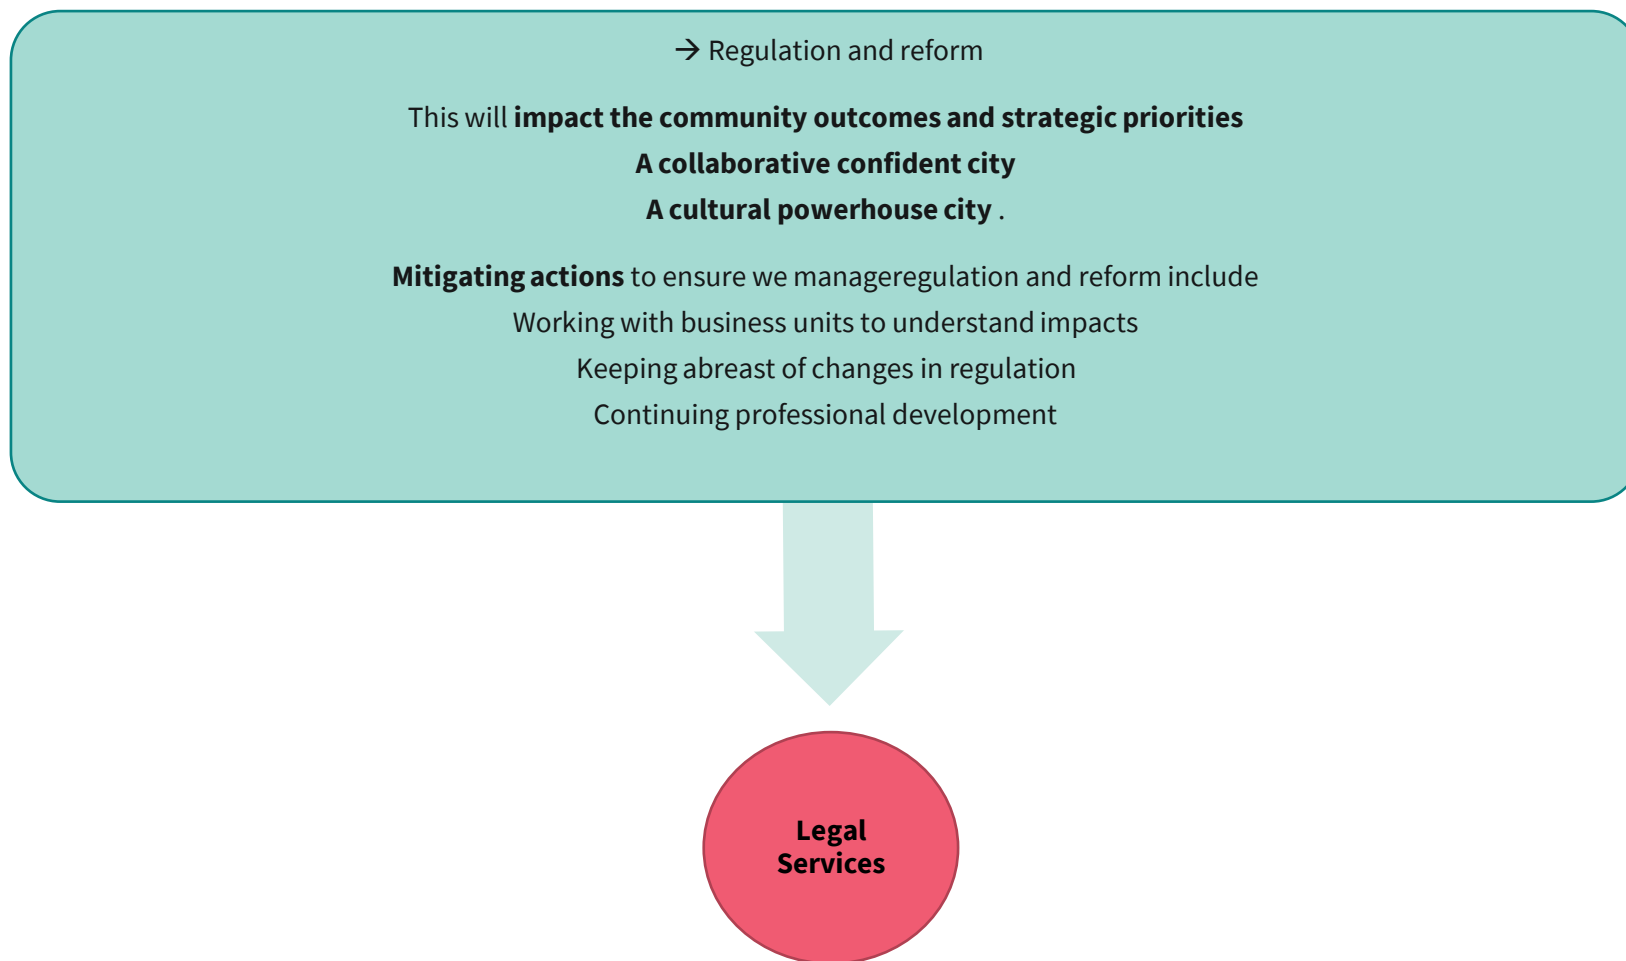 → Regulation and reform
This will impact the community outcomes and strategic priorities
A collaborative confident city
A cultural powerhouse city .
Mitigating actions to ensure we manageregulation and reform include
Working with business units to understand impacts
Keeping abreast of changes in regulation
Continuing professional development
Legal
Services